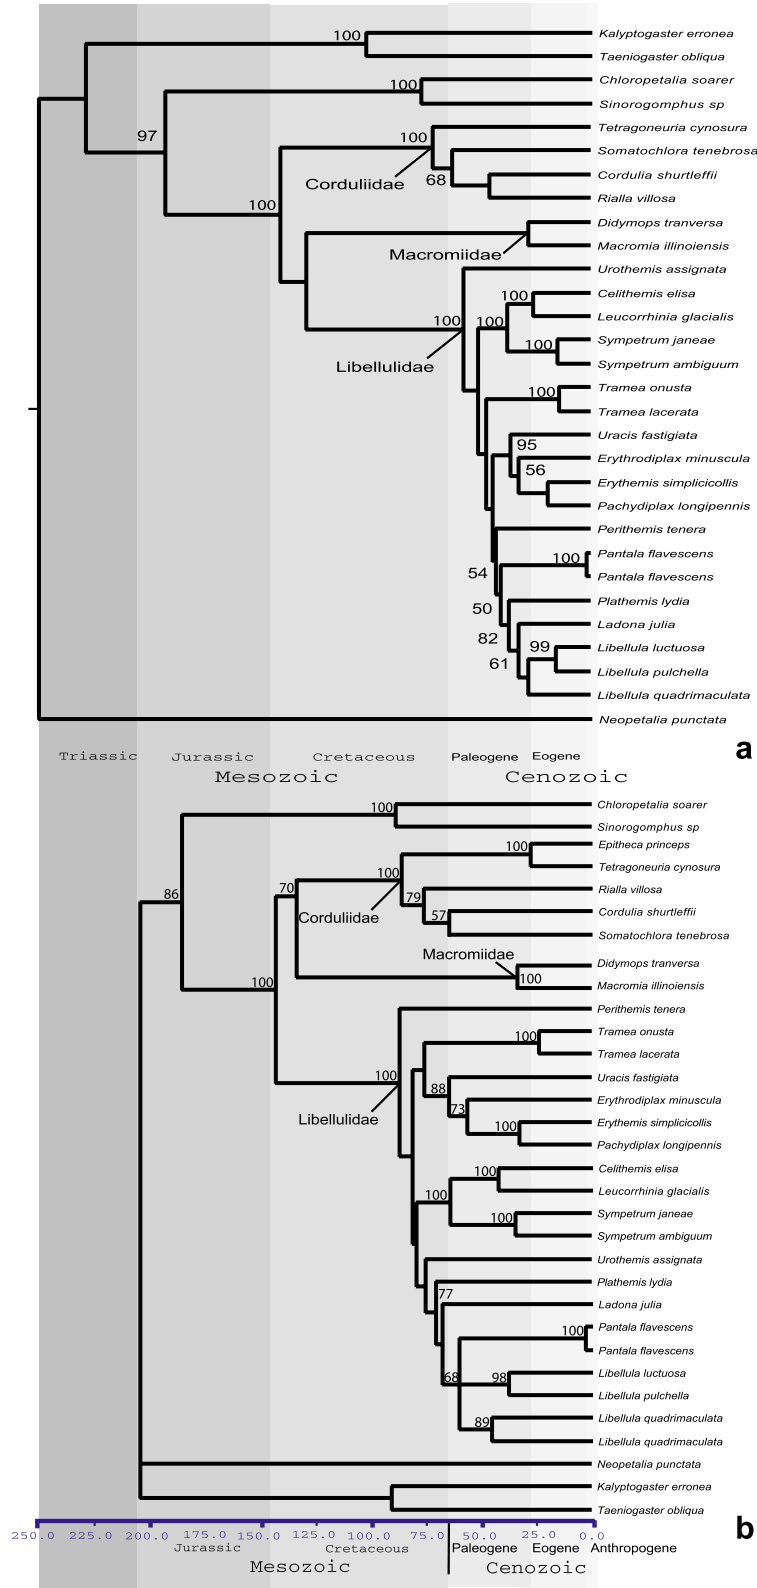 100 Kalyptogaster erronea
Taeniogaster obliqua
100 Chloropetalia soarer
Sinorogomphus sp
97 100 Tetragoneuria cynosura
Somatochlora tenebrosa
Corduliidae 68 Cordulia shurtleffii
Rialla villosa
100
Didymops tranversa
Macromiidae Macromia illinoiensis
Urothemis assignata
100 Celithemis elisa
100 100 Leucorrhinia glacialis
100 Sympetrum janeae
Libellulidae Sympetrum ambiguum
100 Tramea onusta
Tramea lacerata
95 Uracis fastigiata
56 Erythrodiplax minuscula
Erythemis simplicicollis
Pachydiplax longipennis
Perithemis tenera
100 Pantala flavescens
54 Pantala flavescens
50 Plathemis lydia
82 Ladona julia
99 Libellula luctuosa
61 Libellula pulchella
Libellula quadrimaculata
Neopetalia punctata
Triassic Jurassic Cretaceous Paleogene Eogene a
Mesozoic Cenozoic
100 Chloropetalia soarer
Sinorogomphus sp
100 Epitheca princeps
Tetragoneuria cynosura
86 70 100 Rialla villosa
79
Corduliidae 57 Cordulia shurtleffii
Somatochlora tenebrosa
Macromiidae Didymops tranversa
100 100 Macromia illinoiensis
Perithemis tenera
100 Tramea onusta
Tramea lacerata
100 88 Uracis fastigiata
73 Erythrodiplax minuscula
Libellulidae 100 Erythemis simplicicollis
Pachydiplax longipennis
100 Celithemis elisa
100 Leucorrhinia glacialis
100 Sympetrum janeae
Sympetrum ambiguum
Urothemis assignata
77 Plathemis lydia
Ladona julia
100 Pantala flavescens
Pantala flavescens
68 98 Libellula luctuosa
Libellula pulchella
89 Libellula quadrimaculata
Libellula quadrimaculata
Neopetalia punctata
Kalyptogaster erronea
Taeniogaster obliqua
250.0 225.0 200.0 175.0 150.0 125.0 100.0 75.0 50.0 25.0 0.0 b
Jurassic Cretaceous Paleogene Eogene Anthropogene
Mesozoic Cenozoic